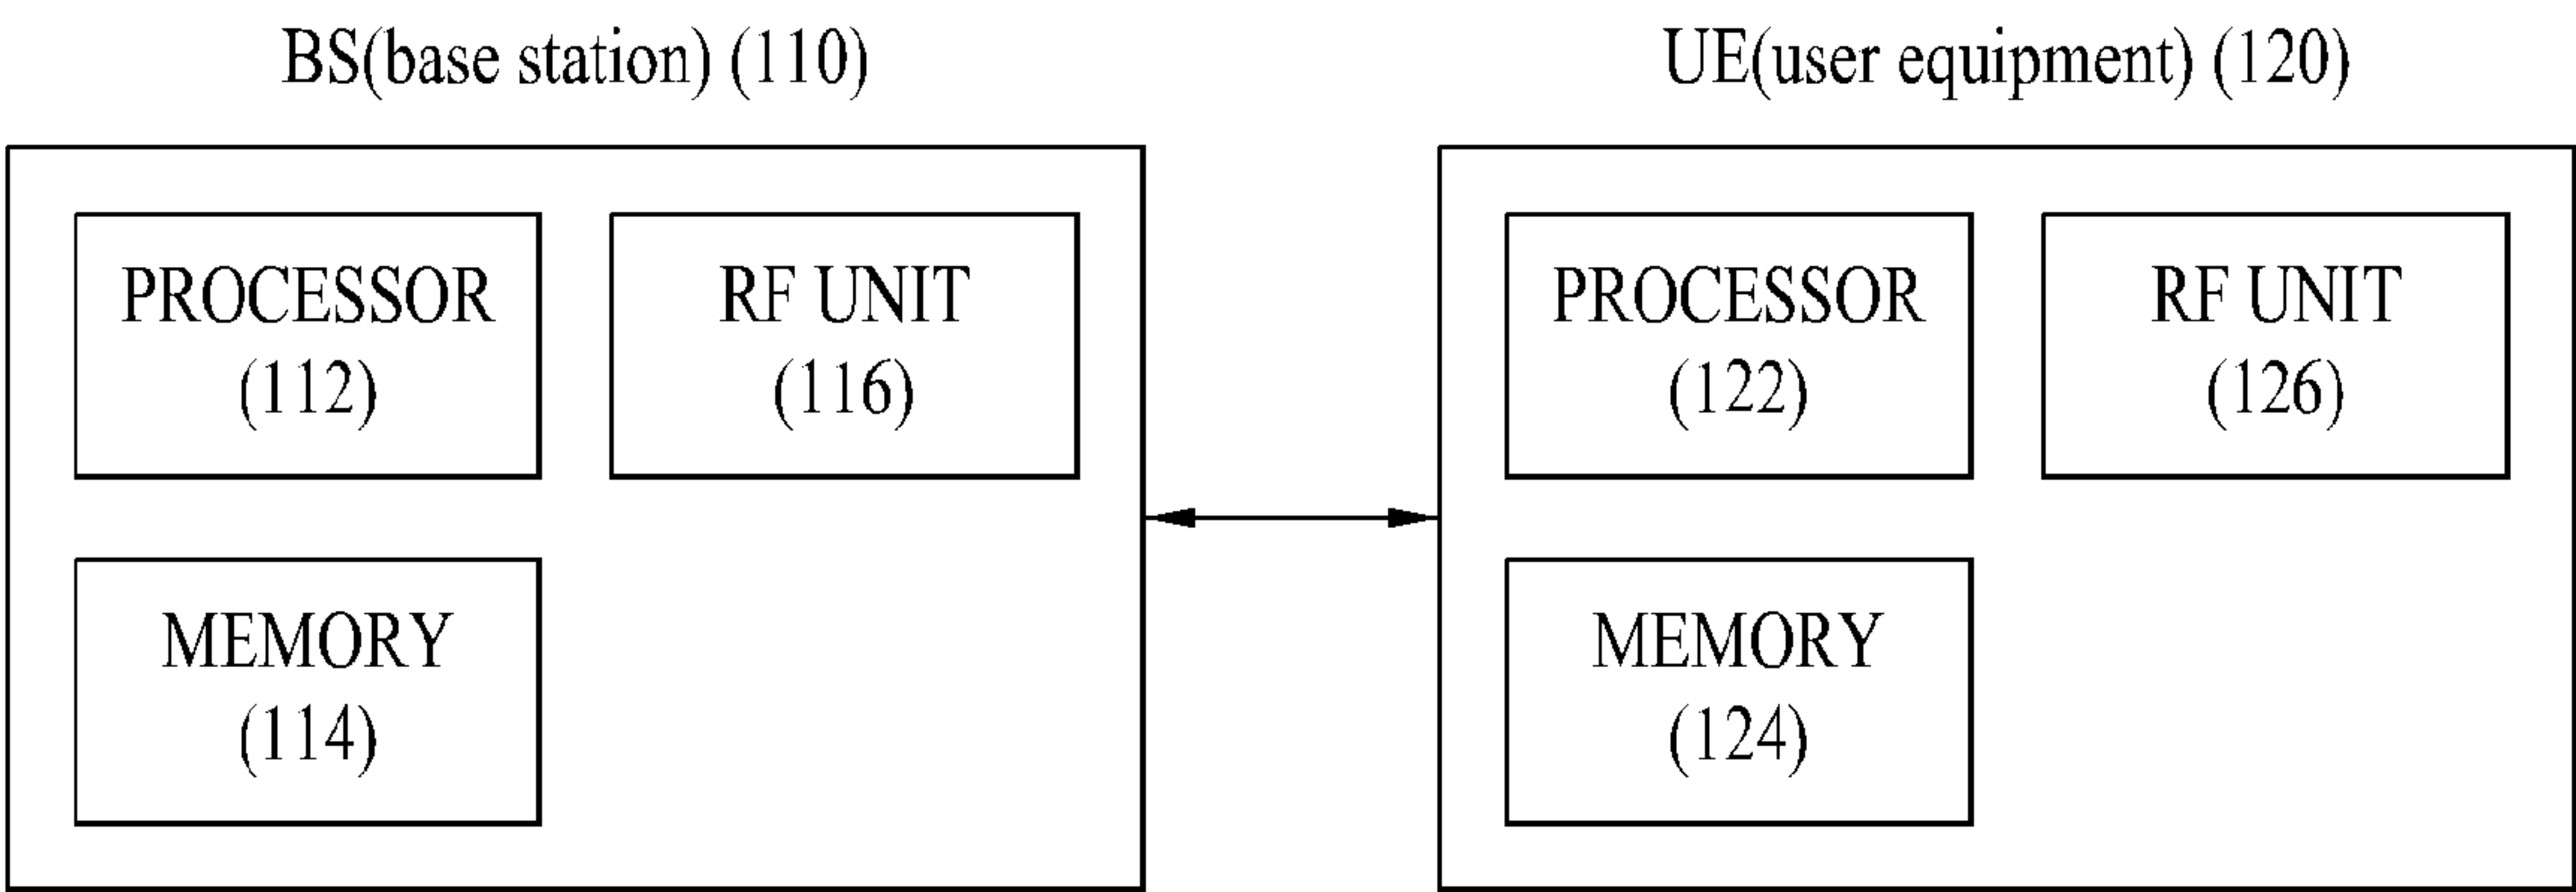 BS(base station) (110)
PROCESSOR
(112)
RF UNIT
(116)
MEMORY
(114)
UE(user equipment) (120)
PROCESSOR
(122)
RF UNIT
(126)
MEMORY
(124)